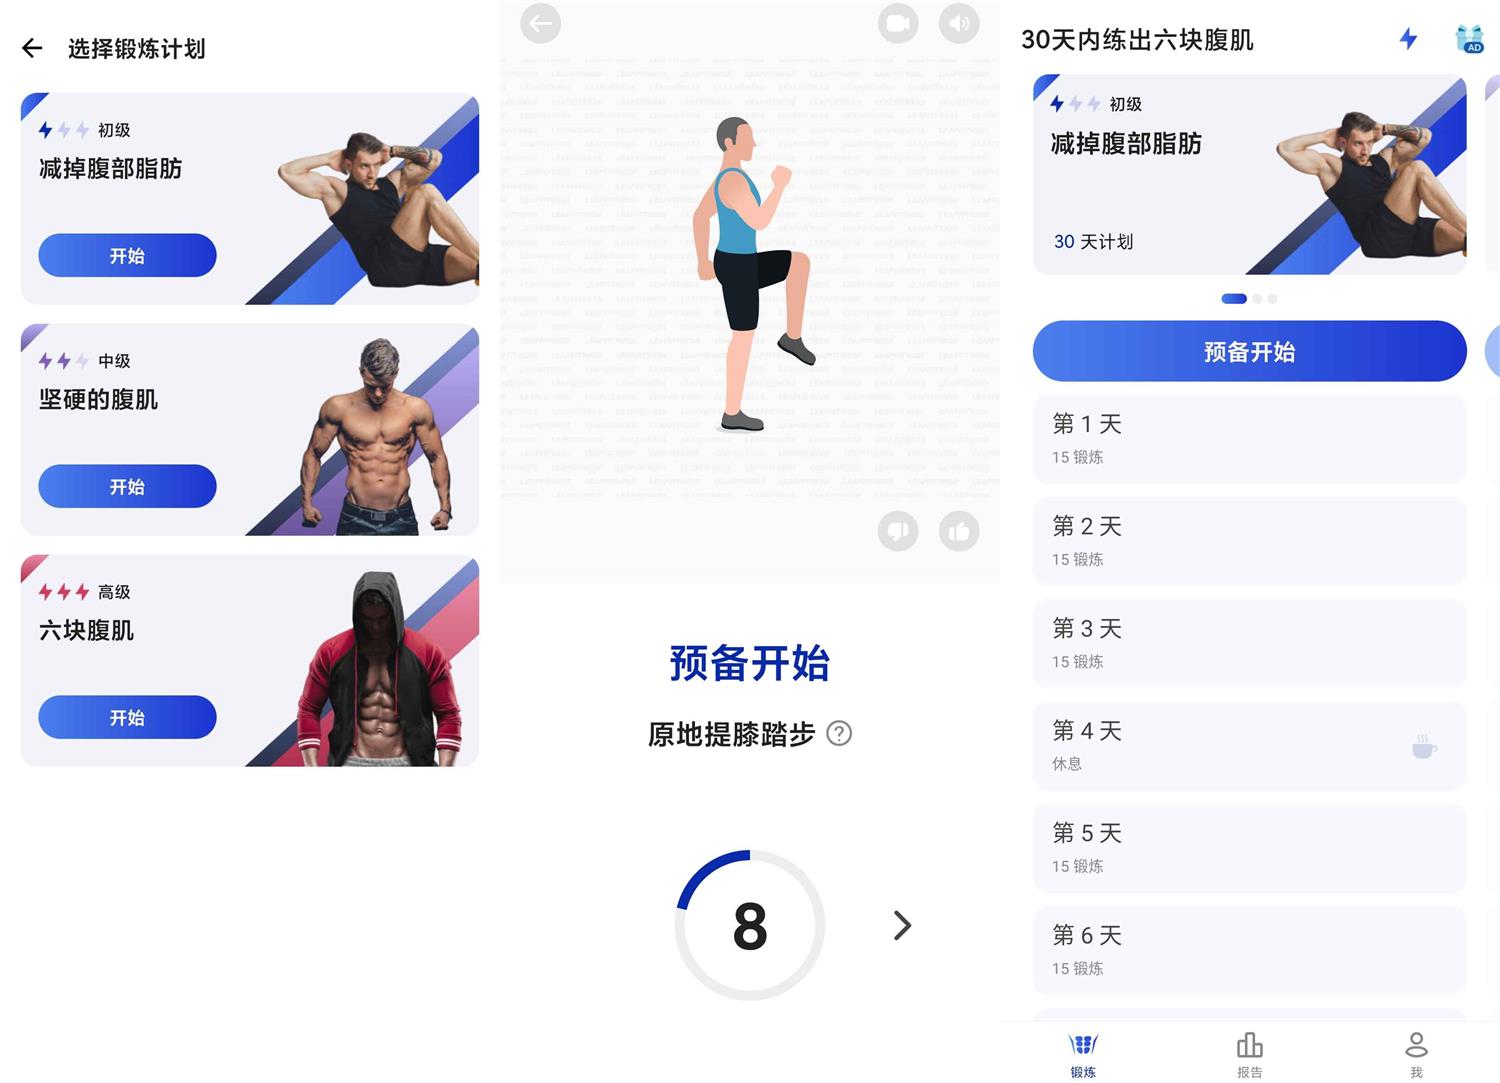 选择锻炼计划
初级
减掉腹部脂肪
开始
中级
坚硬的腹肌
开始
高级
六块腹肌
开始
预备开始
原地提膝踏步 ?
8
30天内练出六块腹肌
AD
初级
减掉腹部脂肪
30 天计划
预备开始
第 1 天
15 锻炼
第 2 天
15 锻炼
第 3 天
15 锻炼
第 4 天
休息
第 5 天
15 锻炼
第 6 天
15 锻炼
锻炼
报告
我